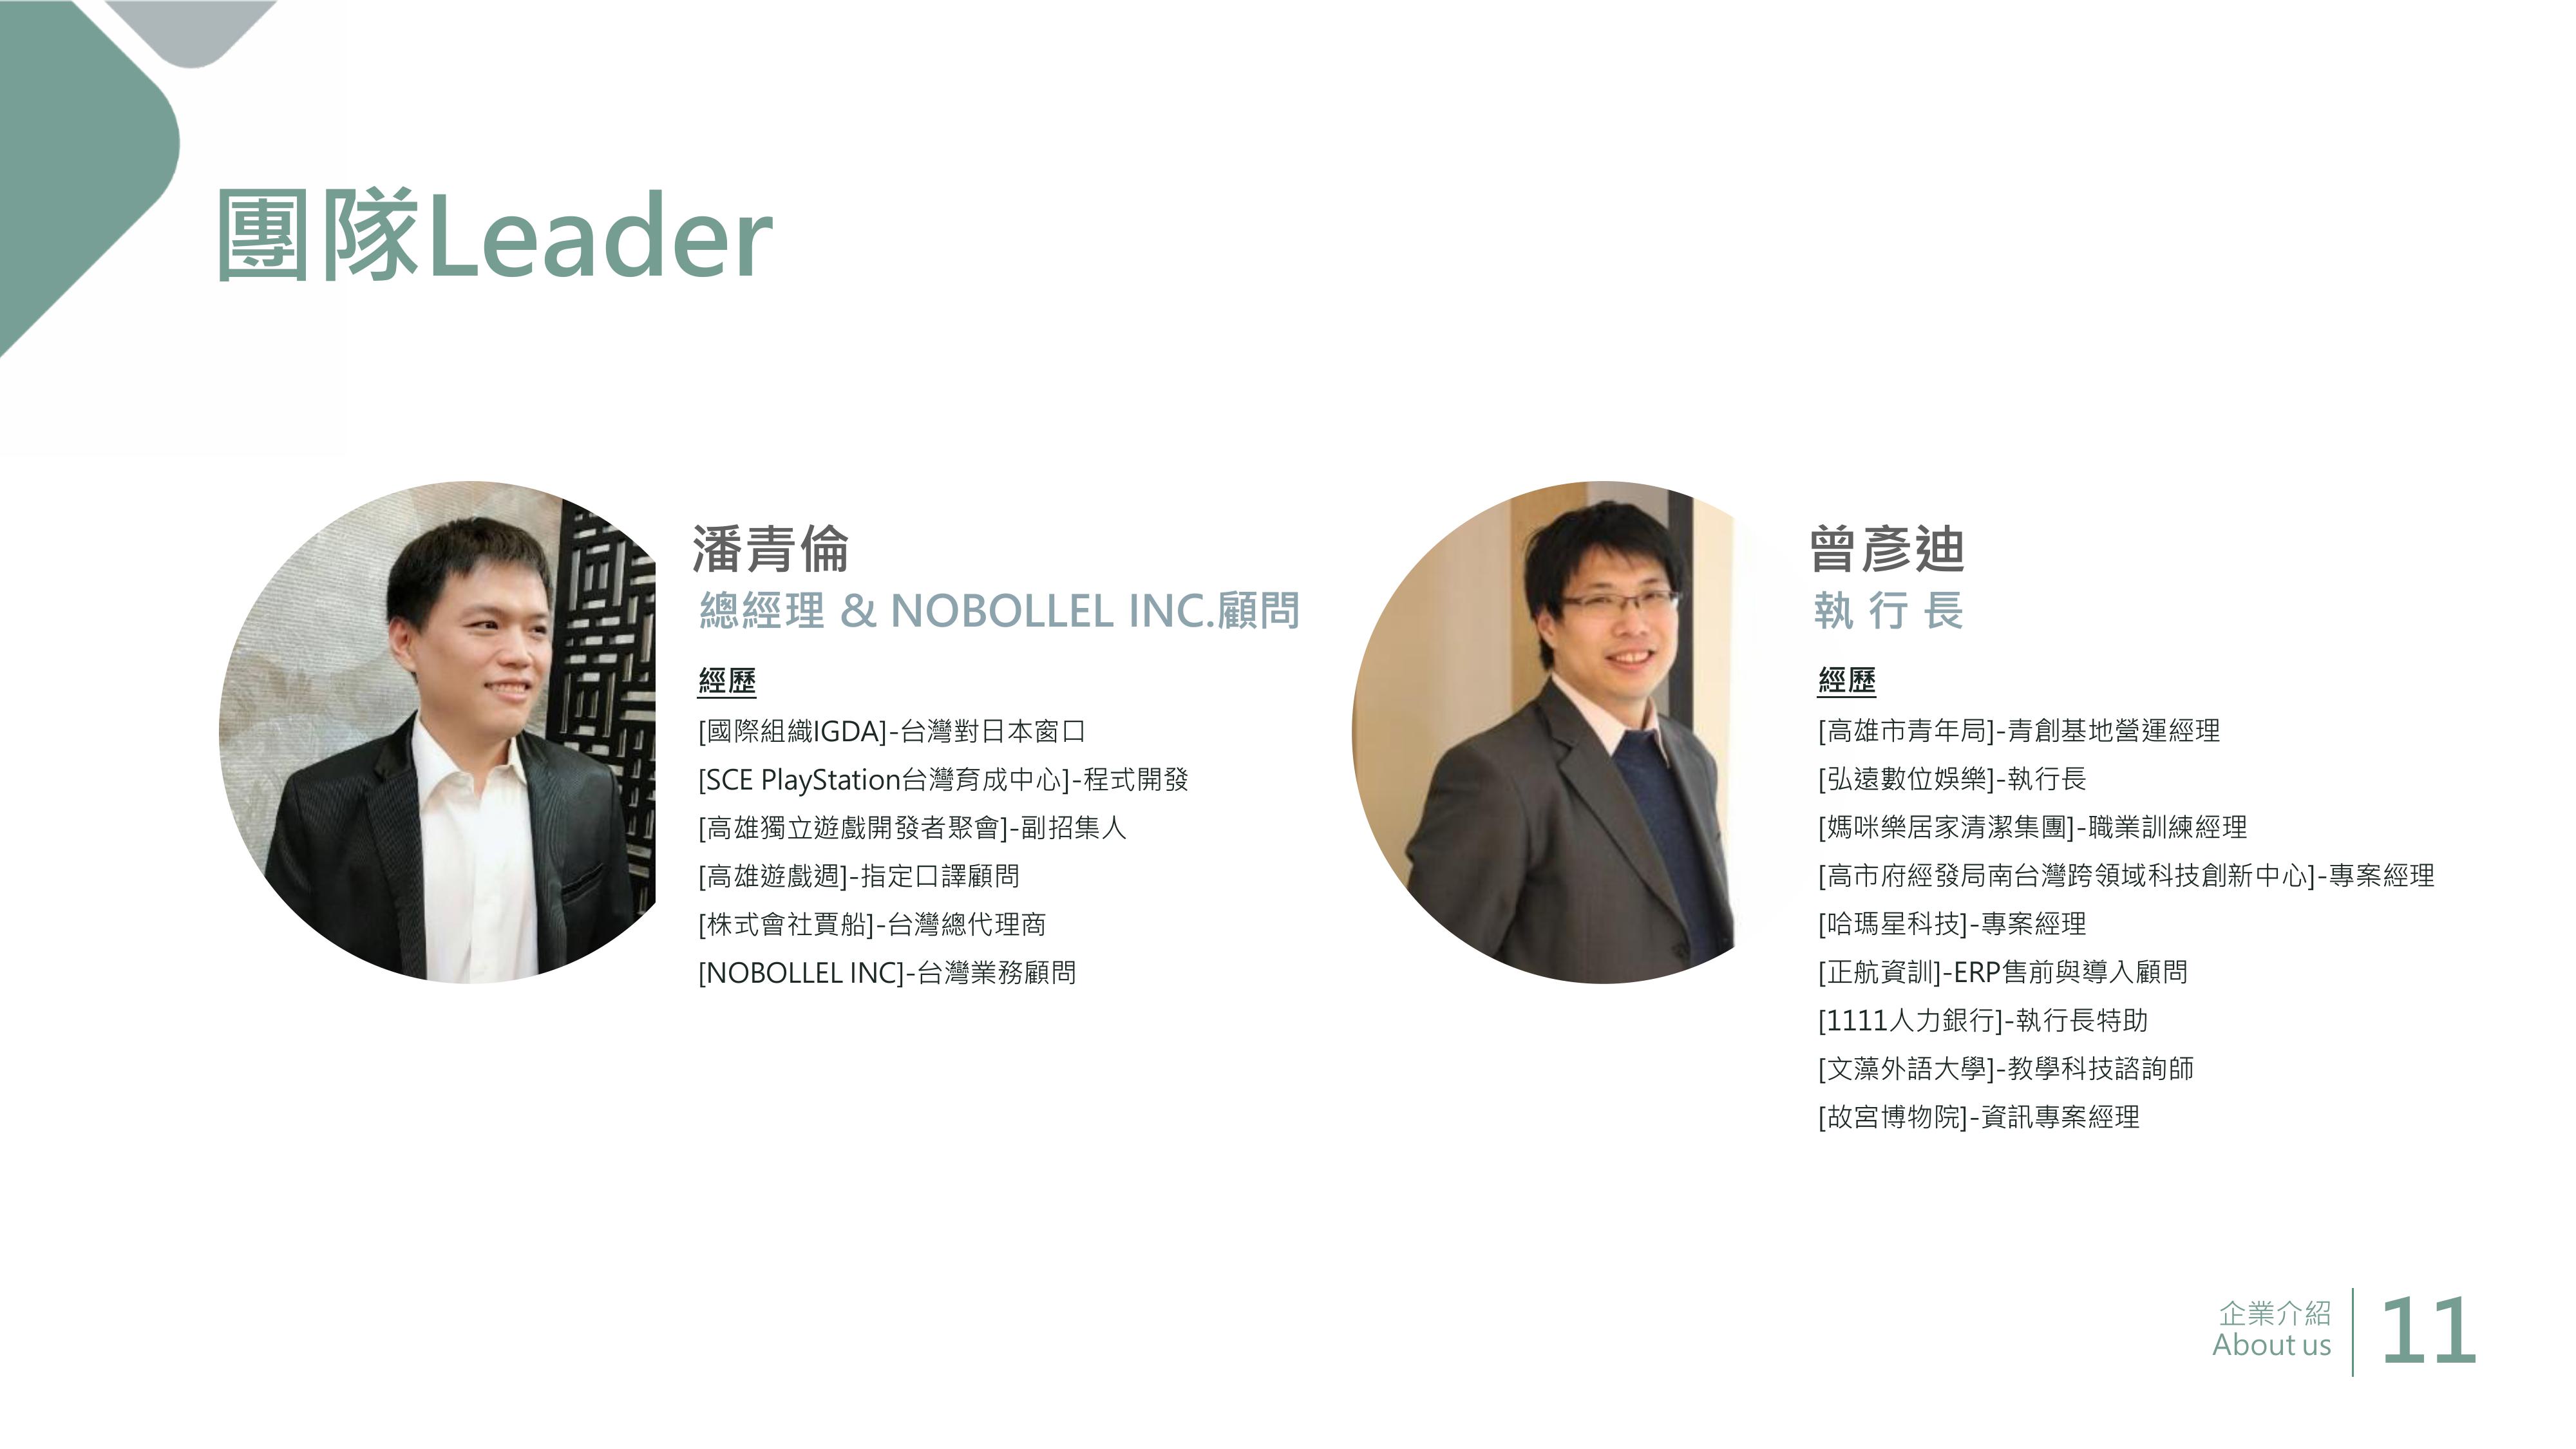 團隊Leader
潘青倫
總經理 & NOBOLLEL INC.顧問
經歷
[國際組織IGDA]-台灣對日本窗口
[SCE PlayStation台灣育成中心]-程式開發
[高雄獨立遊戲開發者聚會]-副招集人
[高雄遊戲週]-指定口譯顧問
[株式會社賈船]-台灣總代理商
[NOBOLLEL INC]-台灣業務顧問
曾彥迪
執 行 長
經歷
[高雄市青年局]-青創基地營運經理
[弘遠數位娛樂]-執行長
[媽咪樂居家清潔集團]-職業訓練經理
[高市府經發局南台灣跨領域科技創新中心]-專案經理
[哈瑪星科技]-專案經理
[正航資訓]-ERP售前與導入顧問
[1111人力銀行]-執行長特助
[文藻外語大學]-教學科技諮詢師
[故宮博物院]-資訊專案經理
企業介紹
About us
11